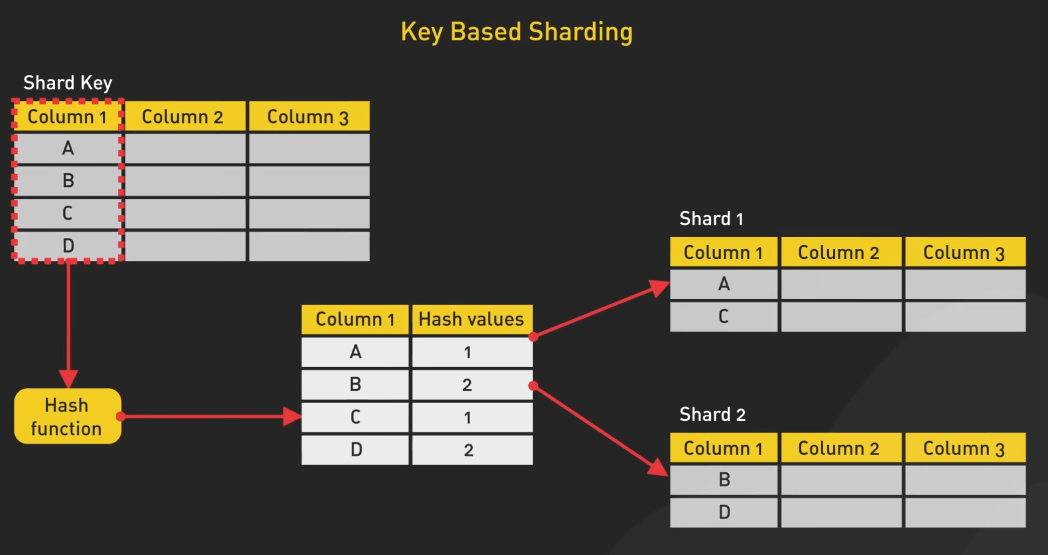 Key Based Sharding
Shard Key
Column 1 Column 2 Column 3
A
B
C
D
Hash
function
Column 1 Hash values
A 1
B 2
C 1
D 2
Shard 1
Column 1 Column 2 Column 3
A
C
Shard 2
Column 1 Column 2 Column 3
B
D